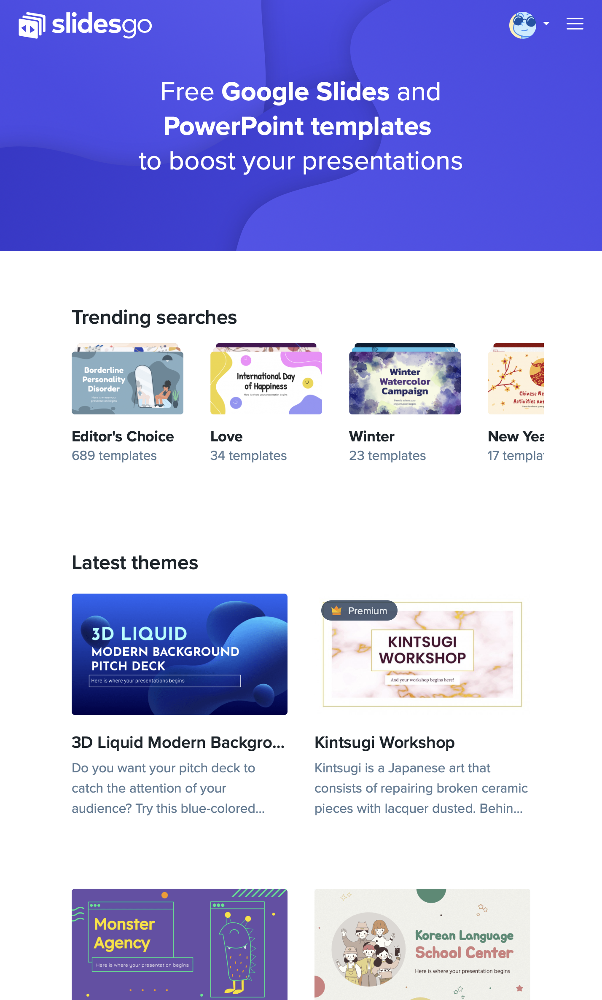 slidesgo
Free Google Slides and
PowerPoint templates
to boost your presentations
Trending searches
Borderline
Personality
Disorder
Here is where your
presentation begins
Editor's Choice
689 templates
International Day
of Happiness
Here is where your presentation begins
Love
34 templates
Winter
Watercolor
Campaign
Here is where your
presentation begins
Winter
23 templates
Chinese Ne
Activities an
Here is where your
New Yea
17 templa
Latest themes
3D LIQUID
MODERN BACKGROUND
PITCH DECK
Here is where your presentations begins
3D Liquid Modern Backgro...
Do you want your pitch deck to
catch the attention of your
audience? Try this blue-colored...
Premium
KINTSUGI
WORKSHOP
And your workshop begins here!
Kintsugi Workshop
Kintsugi is a Japanese art that
consists of repairing broken ceramic
pieces with lacquer dusted. Behin...
Monster
Agency
Here is where your presentation begins
Korean Language
School Center
Here is where your presentation begins